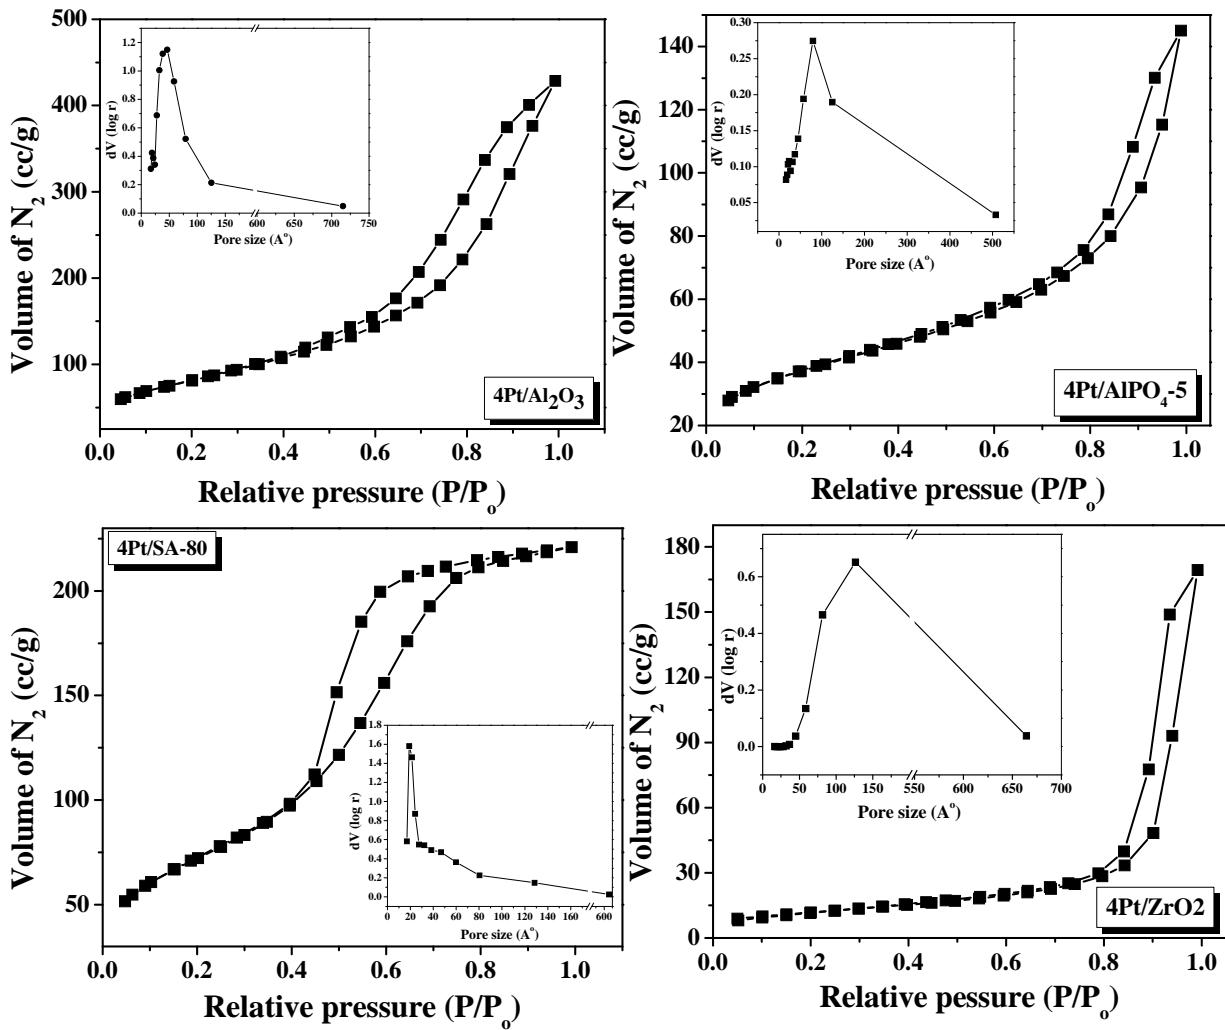 500
400
300
200
100
0.0 0.2 0.4 0.6 0.8 1.0
Volume of N2 (cc/g)
Relative pressure (P/Po)
4Pt/Al2O3
1.2
1.0
0.8
0.6
0.4
0.2
0.0
0 50 100 150 600 650 700 750
dV (log r)
Pore size (A°)
140
120
100
80
60
40
20
0.0 0.2 0.4 0.6 0.8 1.0
Volume of N2 (cc/g)
Relative pressue (P/Po)
4Pt/AlPO4-5
0.30
0.25
0.20
0.15
0.10
0.05
0 100 200 300 400 500
dV (log r)
Pore size (A°)
4Pt/SA-80
200
150
100
50
0.0 0.2 0.4 0.6 0.8 1.0
Volume of N2 (cc/g)
Relative pressure (P/Po)
1.8
1.6
1.4
1.2
1.0
0.8
0.6
0.4
0.2
0.0
0 20 40 60 80 100 120 140 160 600
dV (log r)
Pore size (A°)
180
150
120
90
60
30
0
0.0 0.2 0.4 0.6 0.8 1.0
Volume of N2 (cc/g)
Relative pessure (P/Po)
4Pt/ZrO2
0.6
0.4
0.2
0.0
0 25 50 75 100 125 150 550 600 650 700
dV (log r)
Pore size (A°)